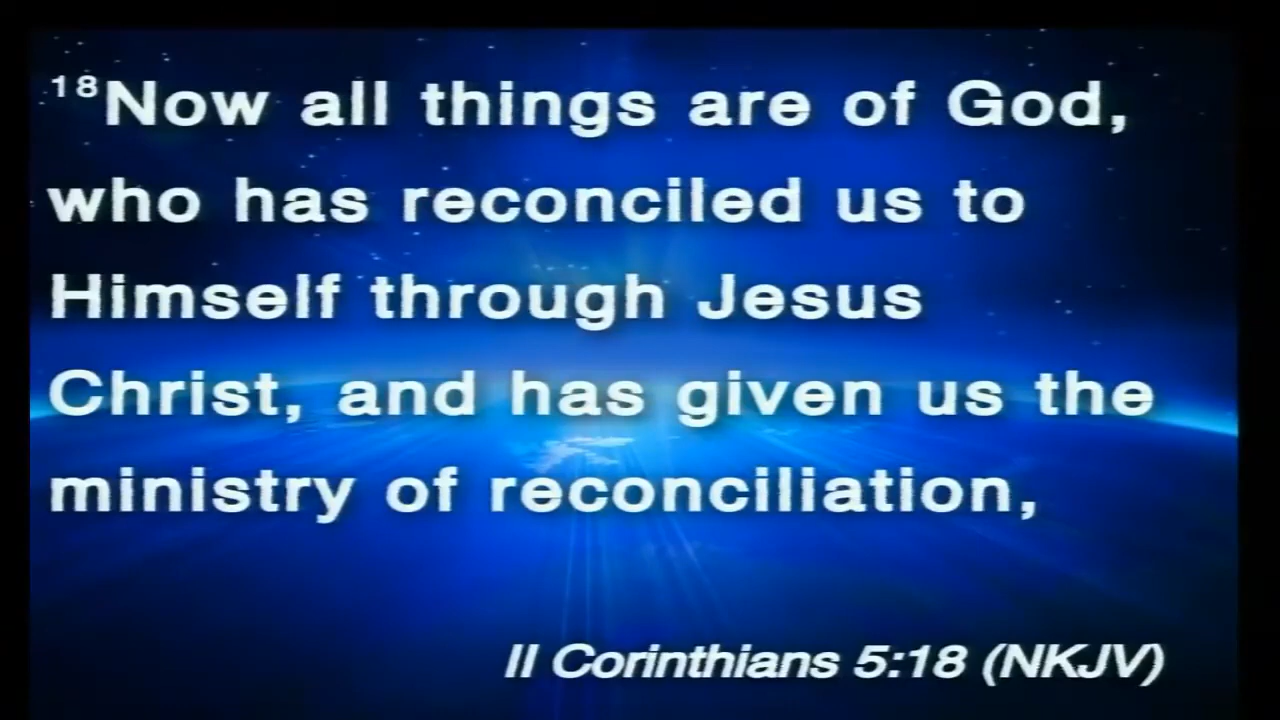 18Now all things are of God,
who has reconciled us to
Himself through Jesus
Christ, and has given us the
ministry of reconciliation,
II Corinthians 5:18 (NKJV)